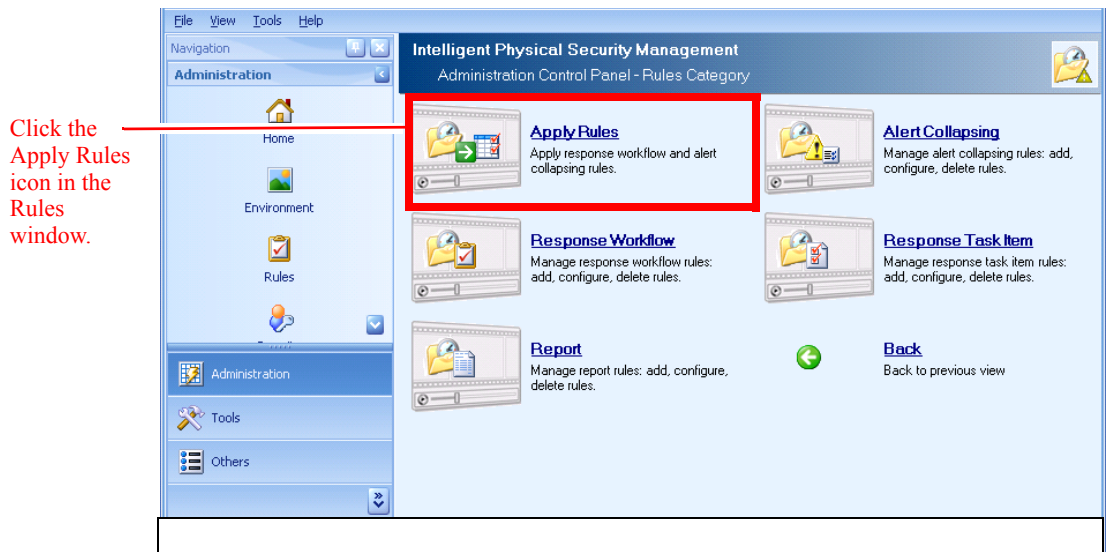 Click the
Apply Rules
icon in the
Rules
window.
File View Tools Help
Navigation
Administration
Home
Environment
Rules
Administration
Tools
Others
Intelligent Physical Security Management
Administration Control Panel - Rules Category
Apply Rules
Apply response workflow and alert
collapsing rules.
Alert Collapsing
Manage alert collapsing rules: add,
configure, delete rules.
Response Workflow
Manage response workflow rules:
add, configure, delete rules.
Response Task Item
Manage response task item rules:
add, configure, delete rules.
Report
Manage report rules: add, configure,
delete rules.
Back
Back to previous view